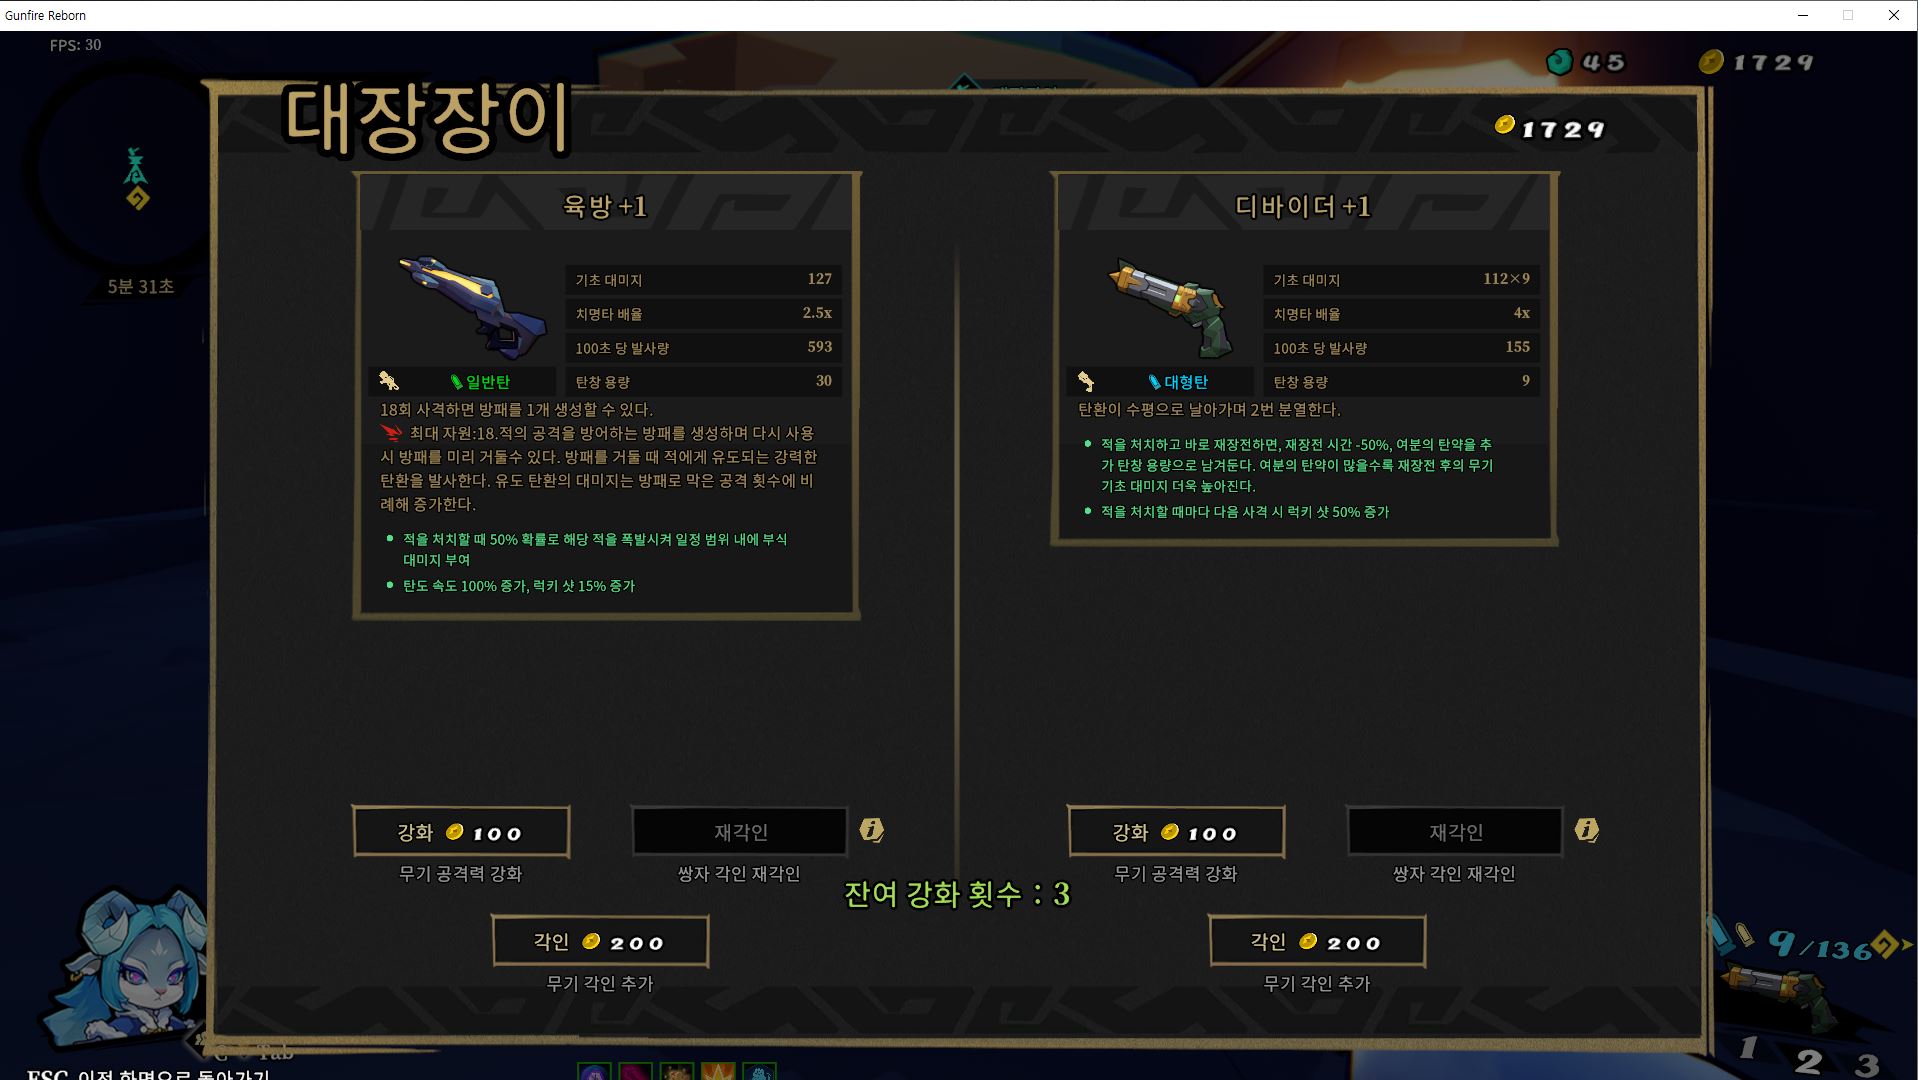 Gunfire Reborn
FPS: 30
45
1729
대장장이
1729
5분 31초
육방 +1
기초 대미지 127
치명타 배율 2.5x
100초 당 발사량 593
일반탄
탄창 용량 30
18회 사격하면 방패를 1개 생성할 수 있다.
최대 자원:18.적의 공격을 방어하는 방패를 생성하며 다시 사용
시 방패를 미리 거둘수 있다. 방패를 거둘 때 적에게 유도되는 강력한
탄환을 발사한다. 유도 탄환의 대미지는 방패로 막은 공격 횟수에 비
례해 증가한다.
적을 처치할 때 50% 확률로 해당 적을 폭발시켜 일정 범위 내에 부식
대미지 부여
탄도 속도 100% 증가, 럭키 샷 15% 증가
디바이더 +1
기초 대미지 112×9
치명타 배율 4x
100초 당 발사량 155
대형탄
탄창 용량 9
탄환이 수평으로 날아가며 2번 분열한다.
적을 처치하고 바로 재장전하면, 재장전 시간 -50%, 여분의 탄약을 추
가 탄창 용량으로 남겨둔다. 여분의 탄약이 많을수록 재장전 후의 무기
기초 대미지 더욱 높아진다.
적을 처치할 때마다 다음 사격 시 럭키 샷 50% 증가
강화 100
무기 공격력 강화
재각인
쌍자 각인 재각인
강화 100
무기 공격력 강화
재각인
쌍자 각인 재각인
잔여 강화 횟수 : 3
각인 200
무기 각인 추가
각인 200
무기 각인 추가
9/136
1 2 3
Tab
ESC 이전 화면으로 돌아가기